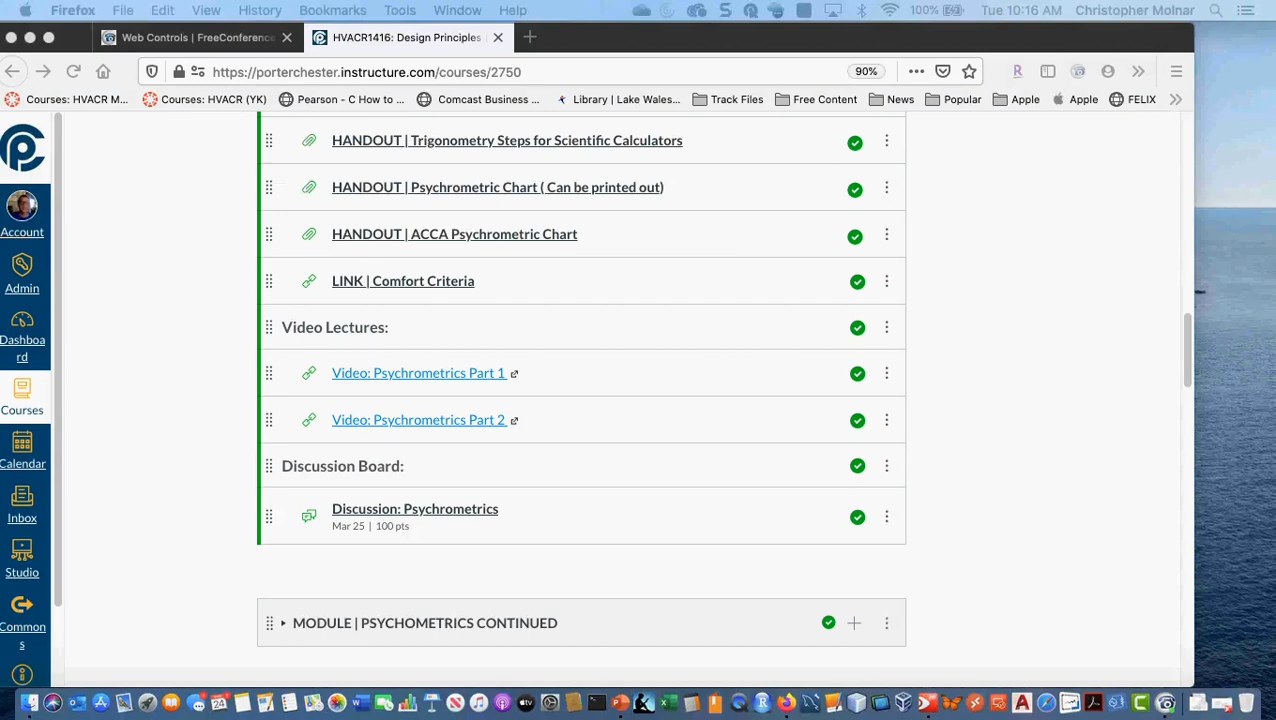 Firefox File Edit View History Bookmarks Tools Window Help 100% Tue 10:16 AM Christopher Molnar
Web Controls | FreeConference
HVACR1416: Design Principles
https://porterchester.instructure.com/courses/2750
90%
Courses: HVACR M... Courses: HVACR (YK) Pearson - C How to ... Comcast Business ... Library | Lake Wales... Track Files Free Content News Popular Apple Apple FELIX
HANDOUT | Trigonometry Steps for Scientific Calculators
HANDOUT | Psychrometric Chart ( Can be printed out)
HANDOUT | ACCA Psychrometric Chart
LINK | Comfort Criteria
Video Lectures:
Video: Psychrometrics Part 1
Video: Psychrometrics Part 2
Discussion Board:
Discussion: Psychrometrics
Mar 25 | 100 pts
MODULE | PSYCHOMETRICS CONTINUED
Account
Admin
Dashboa
rd
Courses
Calendar
Inbox
Studio
Common
s